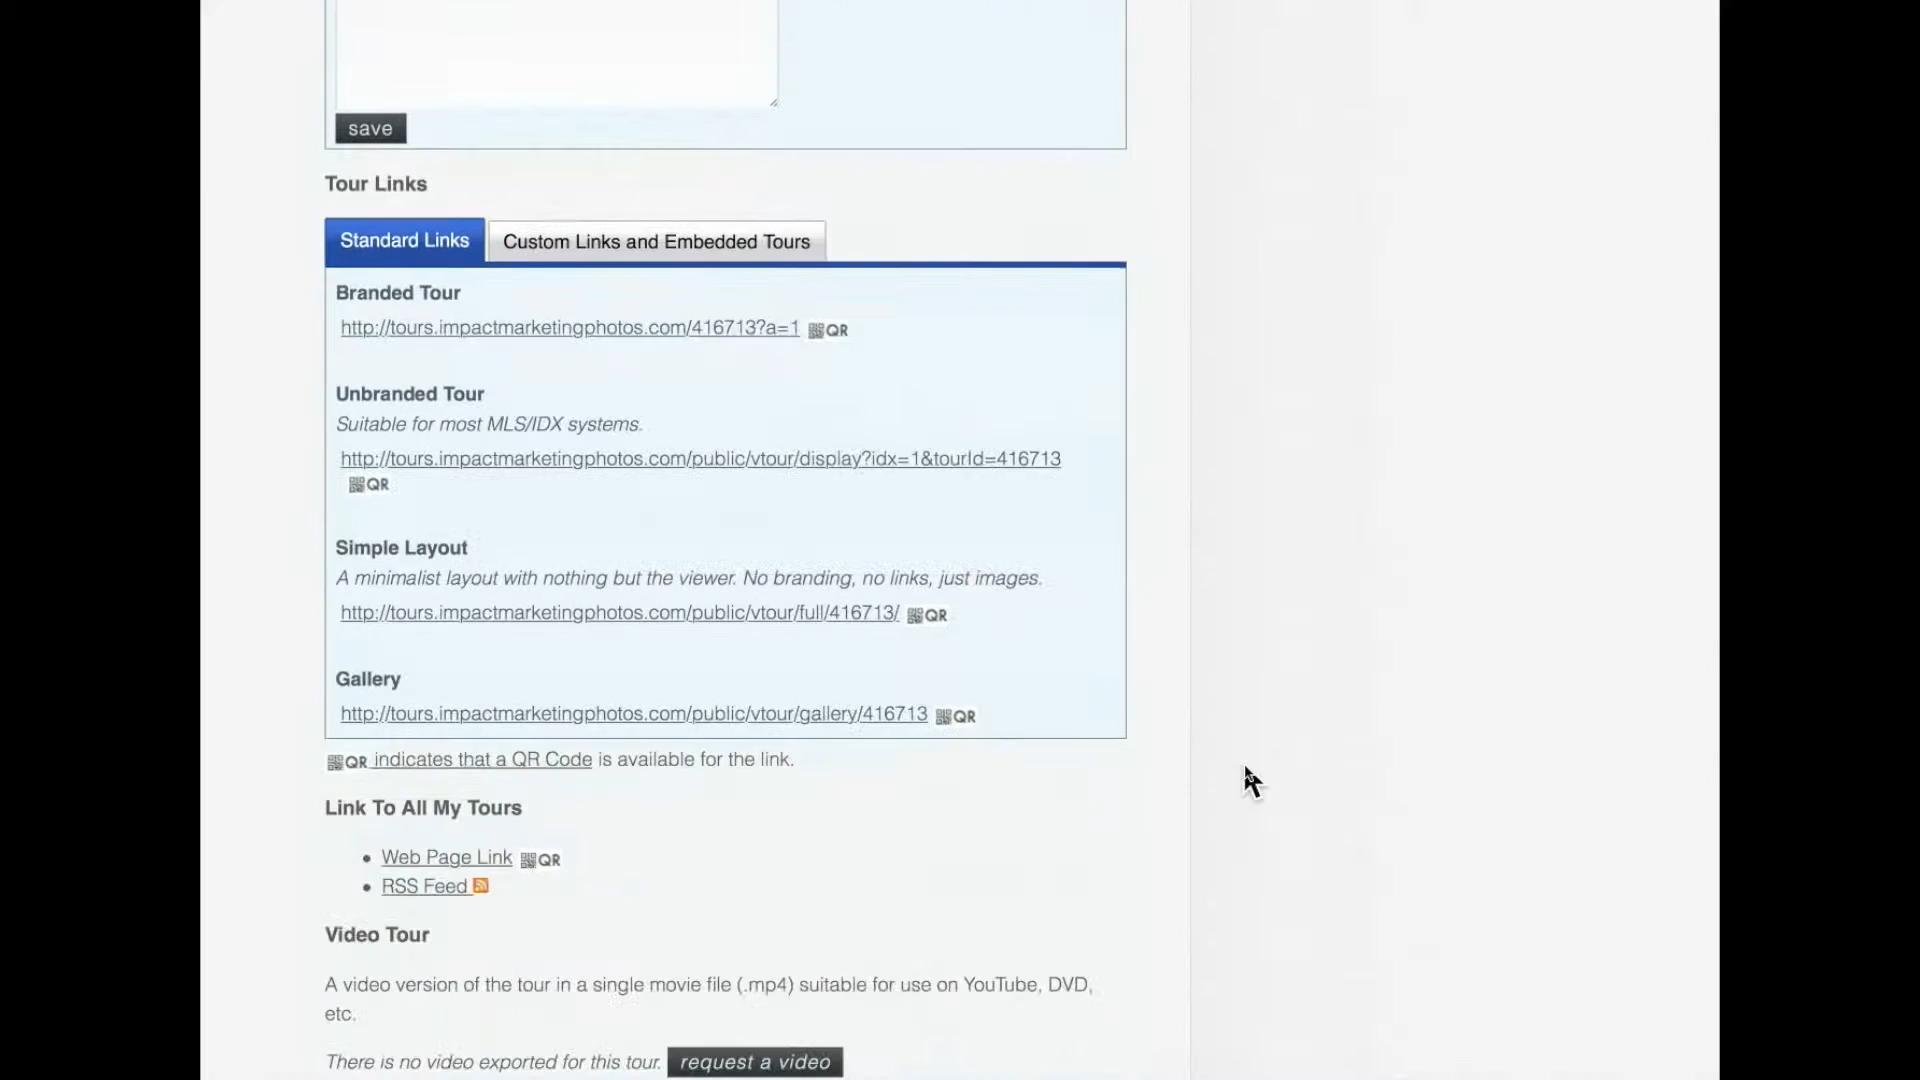 save
Tour Links
Standard Links
Custom Links and Embedded Tours
Branded Tour
http://tours.impactmarketingphotos.com/416713?a=1 QR
Unbranded Tour
Suitable for most MLS/IDX systems.
http://tours.impactmarketingphotos.com/public/vtour/display?idx=1&tourId=416713
QR
Simple Layout
A minimalist layout with nothing but the viewer. No branding, no links, just images.
http://tours.impactmarketingphotos.com/public/vtour/full/416713/ QR
Gallery
http://tours.impactmarketingphotos.com/public/vtour/gallery/416713 QR
QR indicates that a QR Code is available for the link.
Link To All My Tours
• Web Page Link QR
• RSS Feed
Video Tour
A video version of the tour in a single movie file (.mp4) suitable for use on YouTube, DVD,
etc.
There is no video exported for this tour. request a video